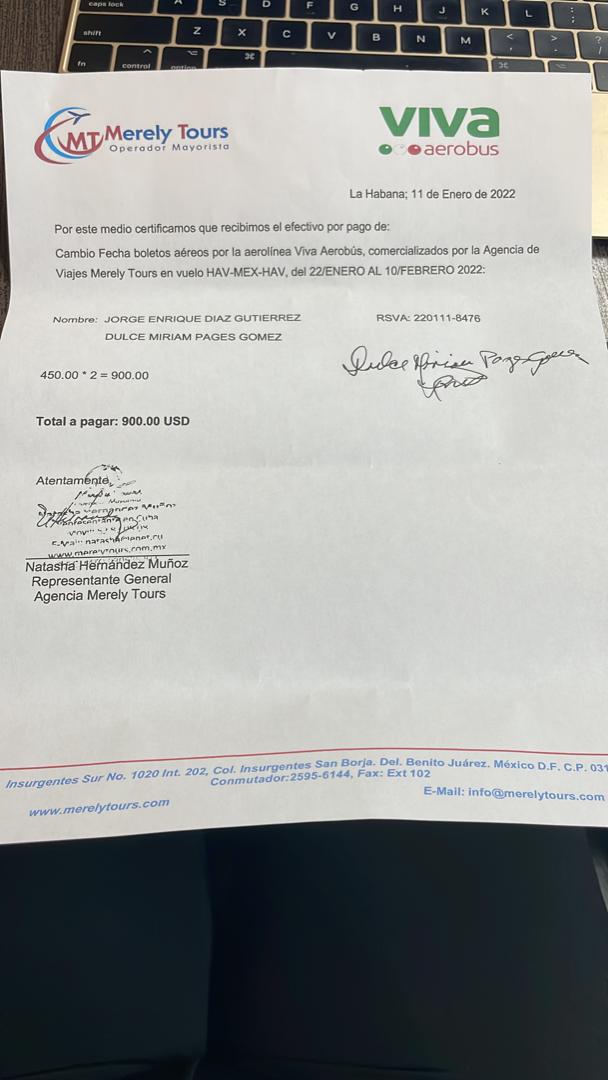 caps lock
A
S
D
F
G
H
J
K
L
shift
Z
X
C
V
B
N
M
fn
control
option
Merely Tours
Operador Mayorista
viva
aerobus
La Habana; 11 de Enero de 2022
Por este medio certificamos que recibimos el efectivo por pago de:
Cambio Fecha boletos aéreos por la aerolínea Viva Aerobús, comercializados por la Agencia de
Viajes Merely Tours en vuelo HAV-MEX-HAV, del 22/ENERO AL 10/FEBRERO 2022:
Nombre: JORGE ENRIQUE DIAZ GUTIERREZ RSVA: 220111-8476
DULCE MIRIAM PAGES GOMEZ
Dulce Miriam Pages Gomez
450.00 * 2 = 900.00
Total a pagar: 900.00 USD
Atentamente,
www.merelytours.com.mx
Natasha Hernández Muñoz
Representante General
Agencia Merely Tours
Insurgentes Sur No. 1020 Int. 202, Col. Insurgentes San Borja. Del. Benito Juárez. México D.F. C.P. 031
Conmutador:2595-6144, Fax: Ext 102
www.merelytours.com E-Mail: info@merelytours.com